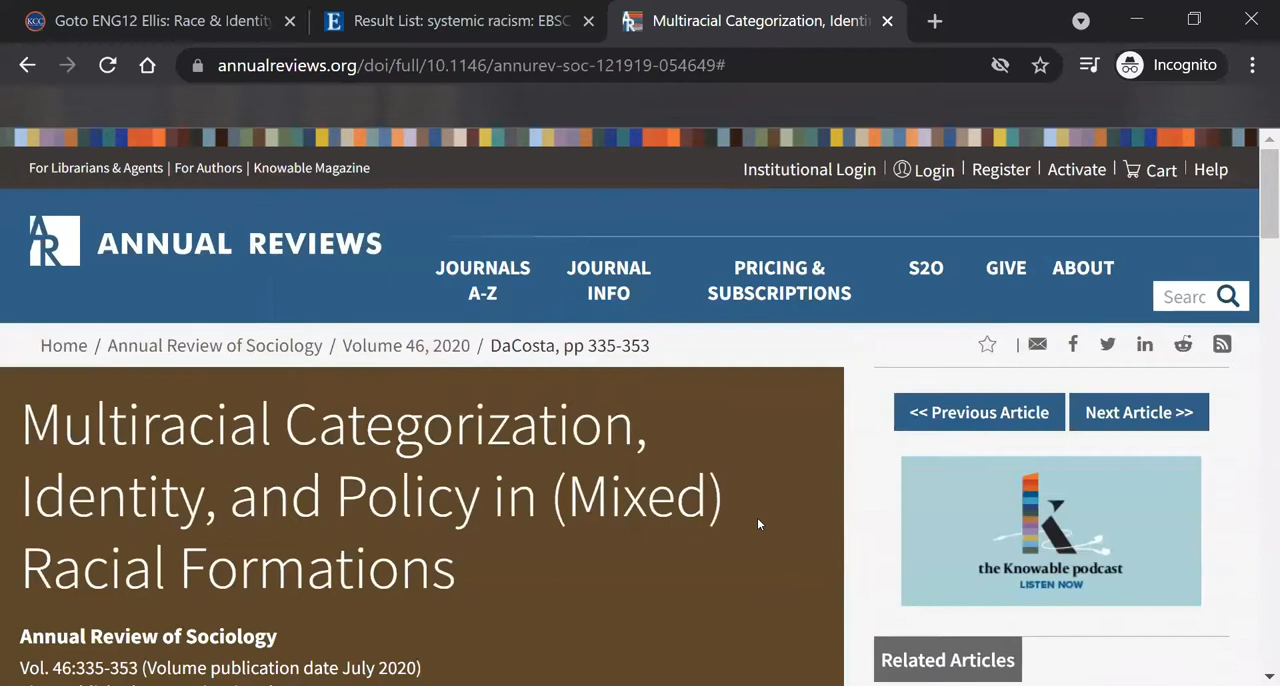 Goto ENG12 Ellis: Race & Identity
Result List: systemic racism: EBSC
Multiracial Categorization, Identi
annualreviews.org/doi/full/10.1146/annurev-soc-121919-054649#
Incognito
For Librarians & Agents | For Authors | Knowable Magazine
Institutional Login | Login | Register | Activate | Cart | Help
AR ANNUAL REVIEWS
JOURNALS A-Z
JOURNAL INFO
PRICING & SUBSCRIPTIONS
S2O
GIVE
ABOUT
Searc
Home / Annual Review of Sociology / Volume 46, 2020 / DaCosta, pp 335-353
<< Previous Article
Next Article >>
Multiracial Categorization,
Identity, and Policy in (Mixed)
Racial Formations
Annual Review of Sociology
Vol. 46:335-353 (Volume publication date July 2020)
k
the Knowable podcast
LISTEN NOW
Related Articles